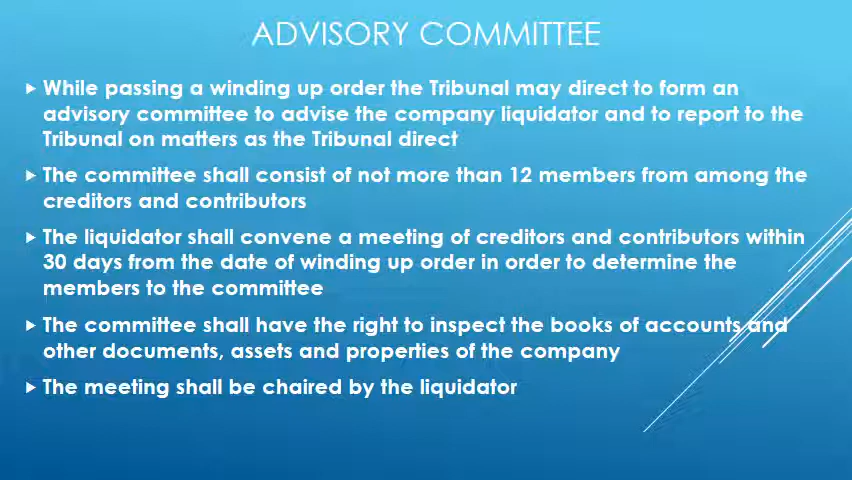 ADVISORY COMMITTEE
While passing a winding up order the Tribunal may direct to form an
advisory committee to advise the company liquidator and to report to the
Tribunal on matters as the Tribunal direct
The committee shall consist of not more than 12 members from among the
creditors and contributors
The liquidator shall convene a meeting of creditors and contributors within
30 days from the date of winding up order in order to determine the
members to the committee
The committee shall have the right to inspect the books of accounts and
other documents, assets and properties of the company
The meeting shall be chaired by the liquidator